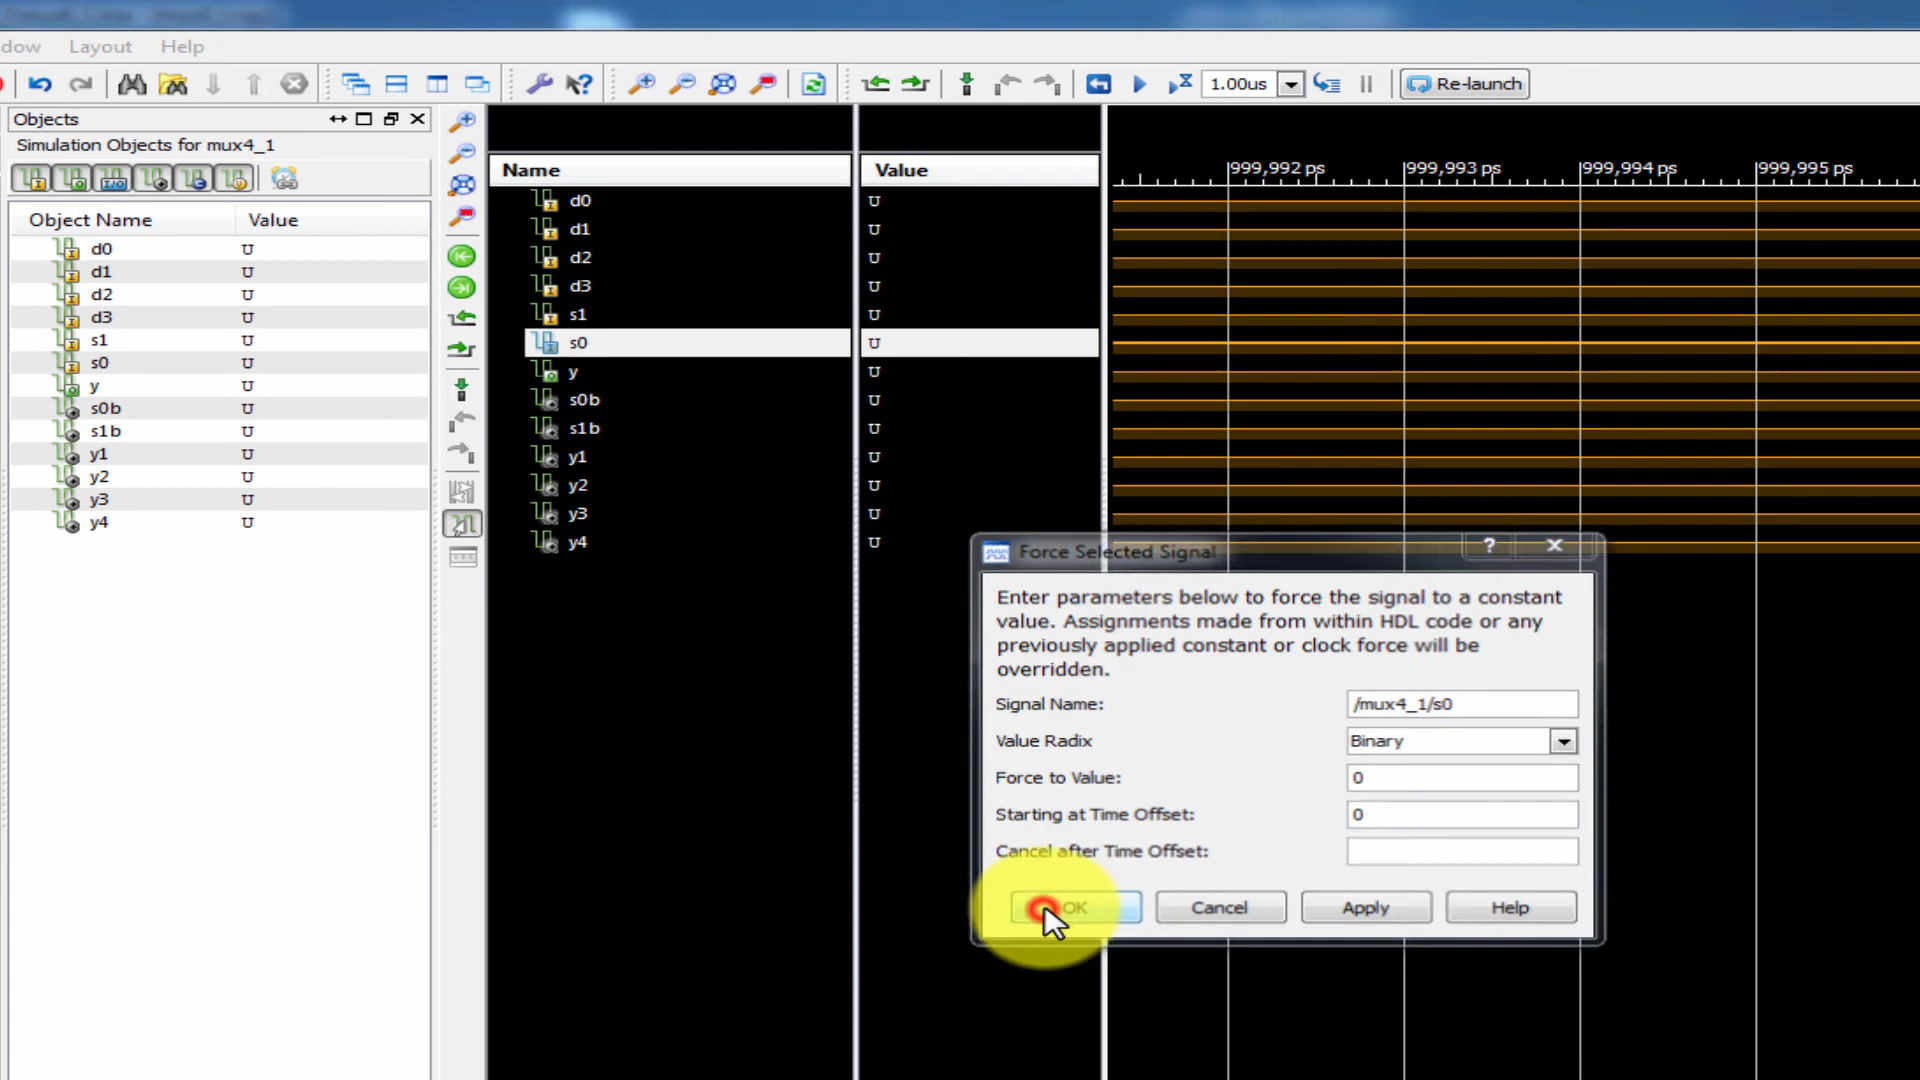 dow Layout Help
1.00us Re-launch
Objects
Simulation Objects for mux4_1
Object Name Value
d0 U
d1 U
d2 U
d3 U
s1 U
s0 U
y U
s0b U
s1b U
y1 U
y2 U
y3 U
y4 U
Name Value
d0 U
d1 U
d2 U
d3 U
s1 U
s0 U
y U
s0b U
s1b U
y1 U
y2 U
y3 U
y4 U
999,992 ps 999,993 ps 999,994 ps 999,995 ps
Force Selected Signal
Enter parameters below to force the signal to a constant
value. Assignments made from within HDL code or any
previously applied constant or clock force will be
overridden.
Signal Name: /mux4_1/s0
Value Radix Binary
Force to Value: 0
Starting at Time Offset: 0
Cancel after Time Offset:
OK Cancel Apply Help